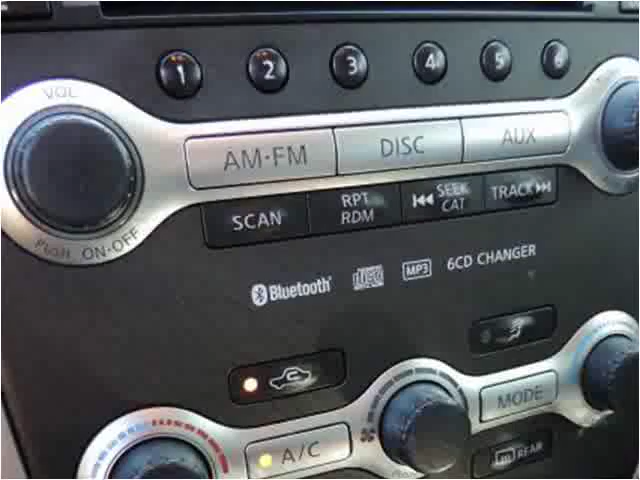 1 2 3 4 5 6
VOL
AM·FM DISC AUX
SCAN RPT RDM SEEK CAT TRACK
PUSH ON·OFF
Bluetooth MP3 6CD CHANGER
MODE
A/C
REAR